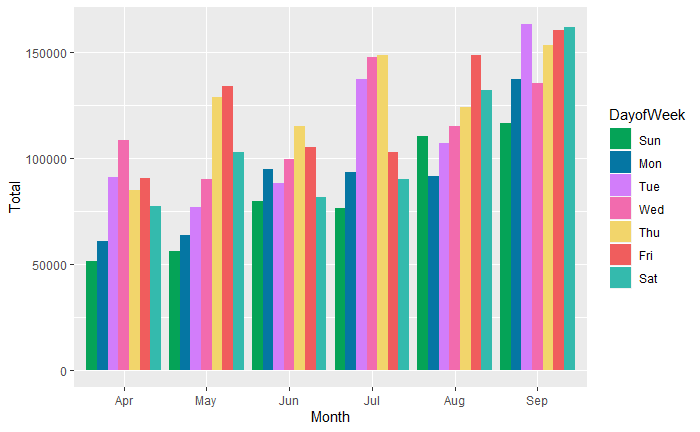 150000
100000
50000
0
Total
Apr May Jun Jul Aug Sep
Month
DayofWeek
Sun
Mon
Tue
Wed
Thu
Fri
Sat